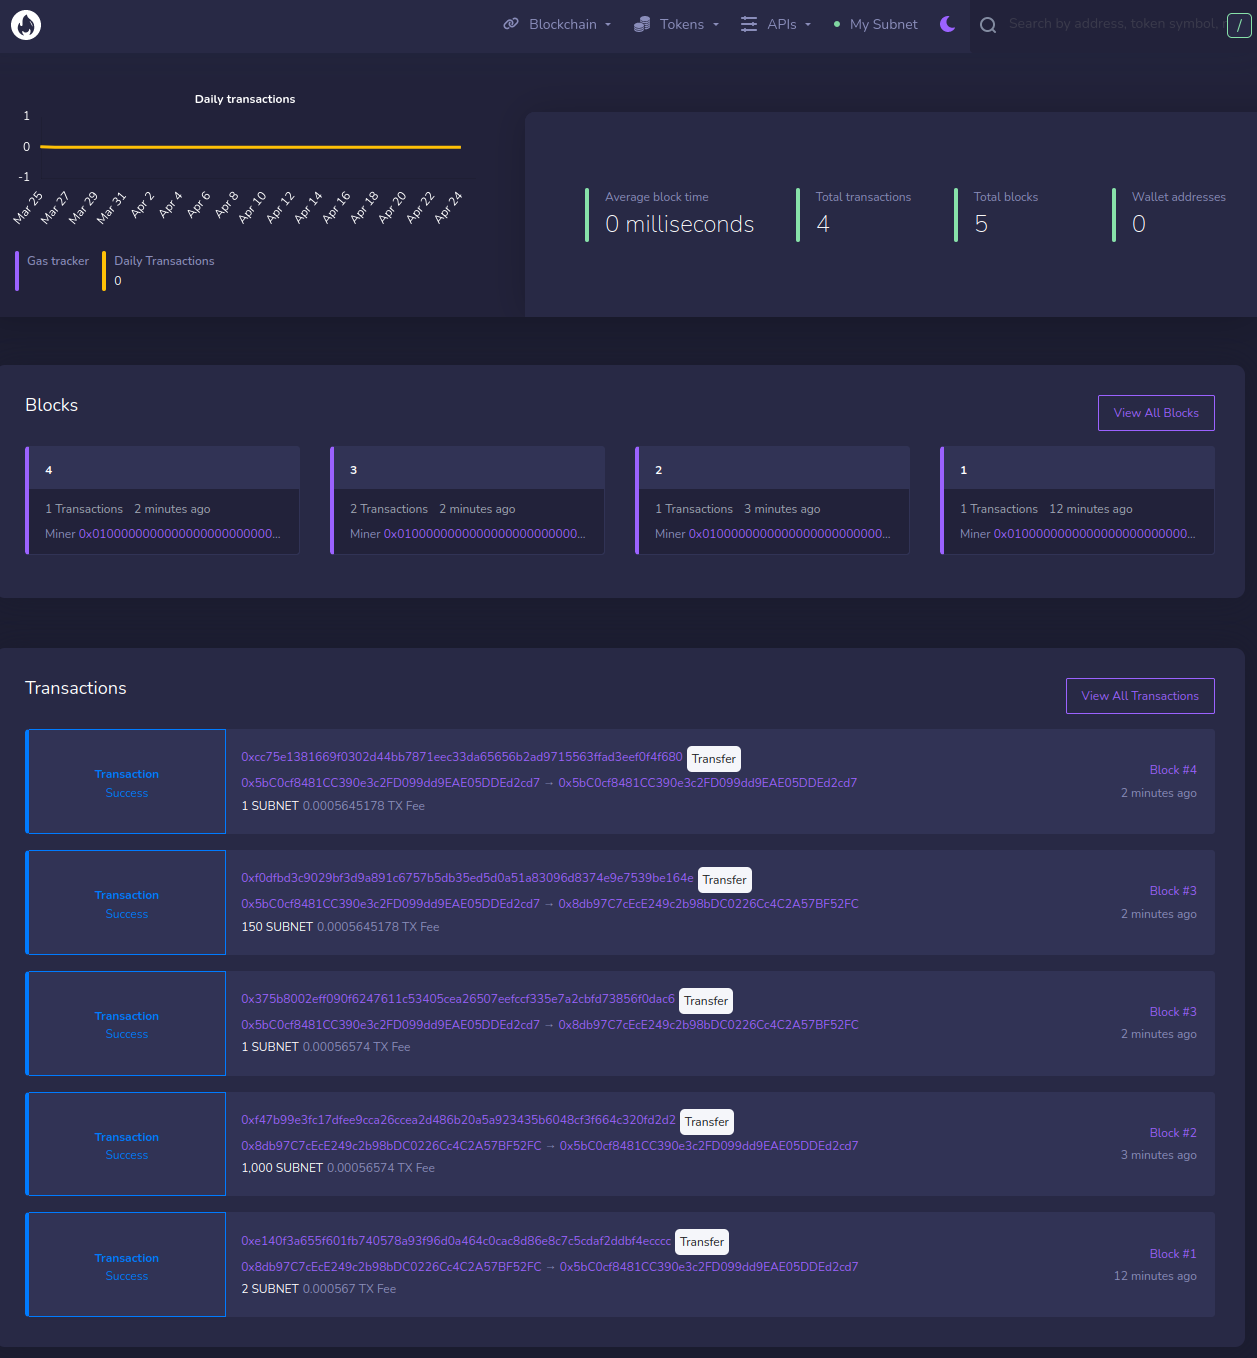 Blockchain
Tokens
APIs
My Subnet
Search by address, token symbol,
/
Daily transactions
1
0
-1
Mar 25
Mar 27
Mar 29
Mar 31
Apr 2
Apr 4
Apr 6
Apr 8
Apr 10
Apr 12
Apr 14
Apr 16
Apr 18
Apr 20
Apr 22
Apr 24
Gas tracker
Daily Transactions
0
Average block time
0 milliseconds
Total transactions
4
Total blocks
5
Wallet addresses
0
Blocks
View All Blocks
4
1 Transactions 2 minutes ago
Miner 0x0100000000000000000000000...
3
2 Transactions 2 minutes ago
Miner 0x0100000000000000000000000...
2
1 Transactions 3 minutes ago
Miner 0x0100000000000000000000000...
1
1 Transactions 12 minutes ago
Miner 0x0100000000000000000000000...
Transactions
View All Transactions
Transaction
Success
0xcc75e1381669f0302d44bb7871eec33da65656b2ad9715563ffad3eef0f4f680 Transfer
0x5bC0cf8481CC390e3c2FD099dd9EAE05DDEd2cd7 → 0x5bC0cf8481CC390e3c2FD099dd9EAE05DDEd2cd7
1 SUBNET 0.0005645178 TX Fee
Block #4
2 minutes ago
Transaction
Success
0xf0dfbd3c9029bf3d9a891c6757b5db35ed5d0a51a83096d8374e9e7539be164e Transfer
0x5bC0cf8481CC390e3c2FD099dd9EAE05DDEd2cd7 → 0x8db97C7cEcE249c2b98bDC0226Cc4C2A57BF52FC
150 SUBNET 0.0005645178 TX Fee
Block #3
2 minutes ago
Transaction
Success
0x375b8002eff090f6247611c53405cea26507eefccf335e7a2cbfd73856f0dac6 Transfer
0x5bC0cf8481CC390e3c2FD099dd9EAE05DDEd2cd7 → 0x8db97C7cEcE249c2b98bDC0226Cc4C2A57BF52FC
1 SUBNET 0.00056574 TX Fee
Block #3
2 minutes ago
Transaction
Success
0xf47b99e3fc17dfee9cca26ccea2d486b20a5a923435b6048cf3f664c320fd2d2 Transfer
0x8db97C7cEcE249c2b98bDC0226Cc4C2A57BF52FC → 0x5bC0cf8481CC390e3c2FD099dd9EAE05DDEd2cd7
1,000 SUBNET 0.00056574 TX Fee
Block #2
3 minutes ago
Transaction
Success
0xe140f3a655f601fb740578a93f96d0a464c0cac8d86e8c7c5cdaf2ddbf4ecccc Transfer
0x8db97C7cEcE249c2b98bDC0226Cc4C2A57BF52FC → 0x5bC0cf8481CC390e3c2FD099dd9EAE05DDEd2cd7
2 SUBNET 0.000567 TX Fee
Block #1
12 minutes ago